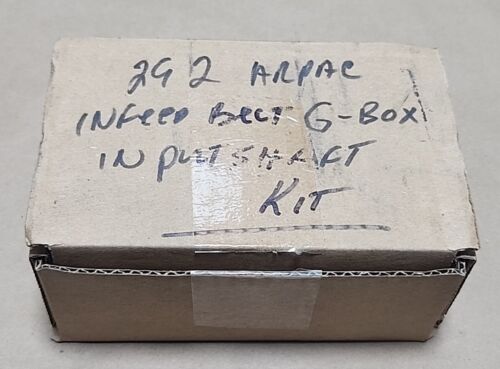 292 ARPAC
INFEED BELT G-BOX
INPUT SHAFT
KIT